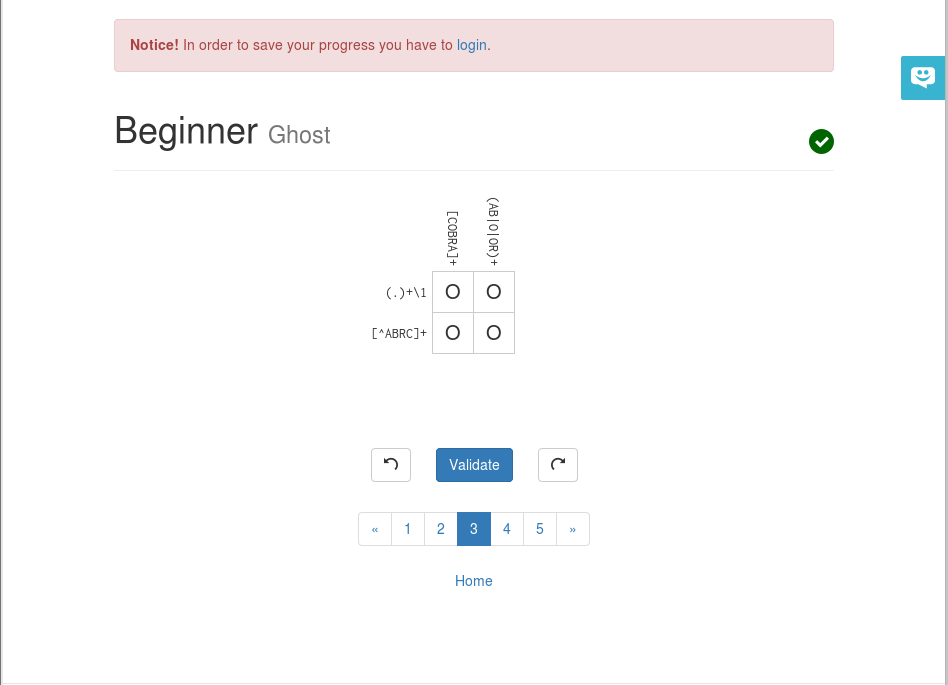 Notice! In order to save your progress you have to login.
Beginner Ghost
[COBRA]+
(AB|O|OR)+
(.)+\1
O O
[^ABRC]+
O O
Validate
« 1 2 3 4 5 »
Home